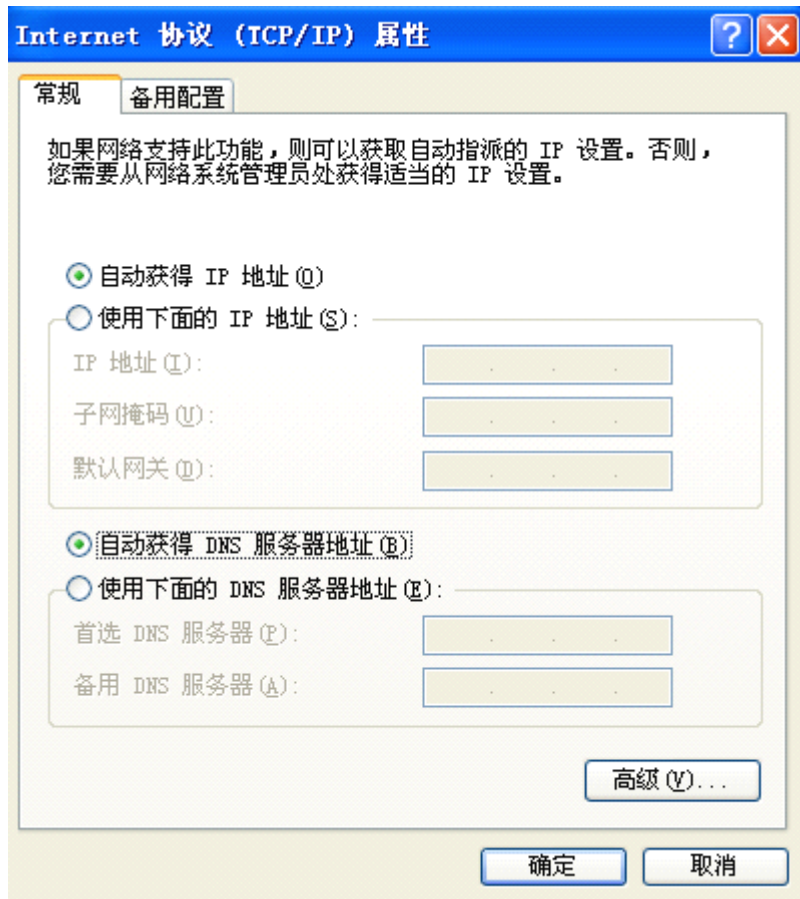 Internet 协议 (TCP/IP) 属性
常规 备用配置
如果网络支持此功能，则可以获取自动指派的 IP 设置。否则，
您需要从网络系统管理员处获得适当的 IP 设置。
自动获得 IP 地址(O)
使用下面的 IP 地址(S):
IP 地址(I):
子网掩码(U):
默认网关(D):
自动获得 DNS 服务器地址(B)
使用下面的 DNS 服务器地址(E):
首选 DNS 服务器(P):
备用 DNS 服务器(A):
高级(V)...
确定 取消